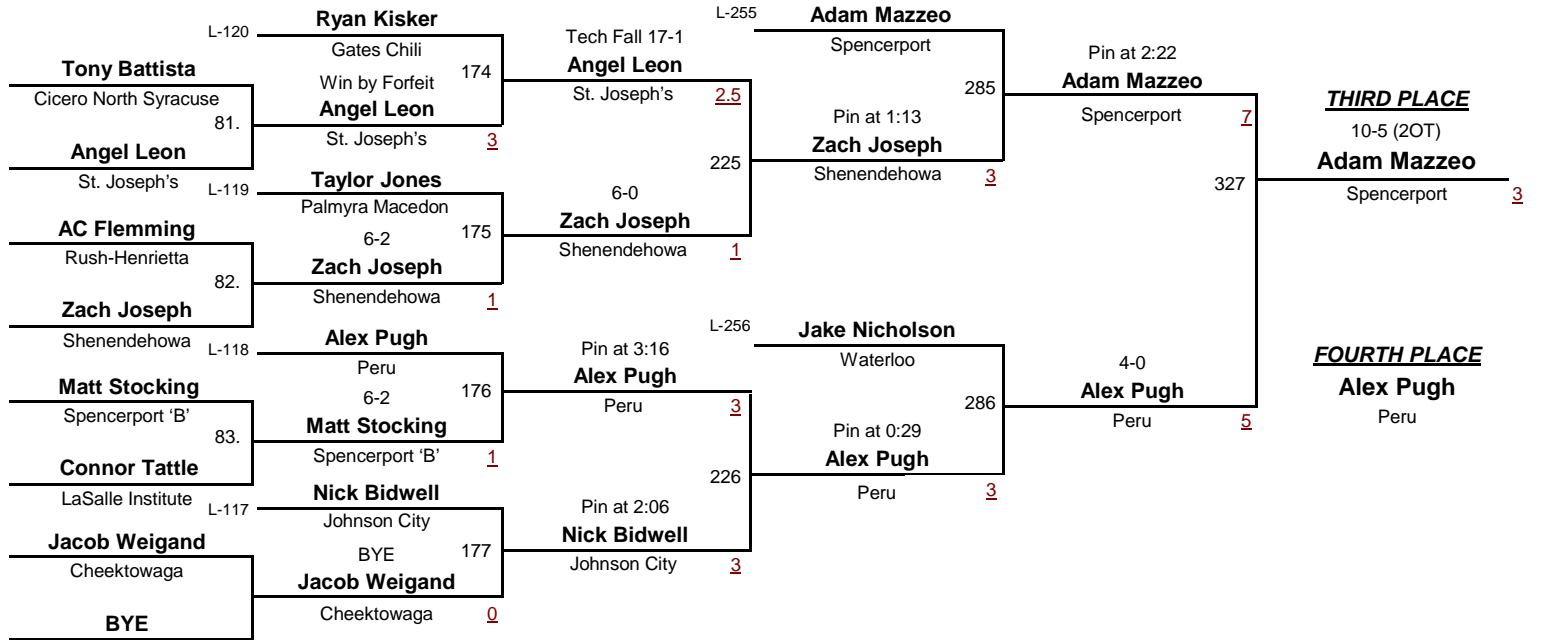 L-120
Ryan Kisker
Gates Chili
Tony Battista
Cicero North Syracuse
81.
Angel Leon
St. Joseph's
Win by Forfeit
Angel Leon
St. Joseph's
3
174
L-119
Taylor Jones
Palmyra Macedon
AC Flemming
Rush-Henrietta
82.
Zach Joseph
Shenendehowa
6-2
Zach Joseph
Shenendehowa
1
175
L-118
Alex Pugh
Peru
Matt Stocking
Spencerport ‘B’
83.
Connor Tattle
LaSalle Institute
6-2
Matt Stocking
Spencerport ‘B’
1
176
L-117
Nick Bidwell
Johnson City
Jacob Weigand
Cheektowaga
BYE
BYE
Jacob Weigand
Cheektowaga
0
177
Tech Fall 17-1
Angel Leon
St. Joseph's
2.5
225
6-0
Zach Joseph
Shenendehowa
1
Pin at 3:16
Alex Pugh
Peru
3
226
Pin at 2:06
Nick Bidwell
Johnson City
3
L-255
Adam Mazzeo
Spencerport
285
Pin at 1:13
Zach Joseph
Shenendehowa
3
L-256
Jake Nicholson
Waterloo
286
Pin at 0:29
Alex Pugh
Peru
3
Pin at 2:22
Adam Mazzeo
Spencerport
7
327
4-0
Alex Pugh
Peru
5
THIRD PLACE
10-5 (2OT)
Adam Mazzeo
Spencerport
3
FOURTH PLACE
Alex Pugh
Peru